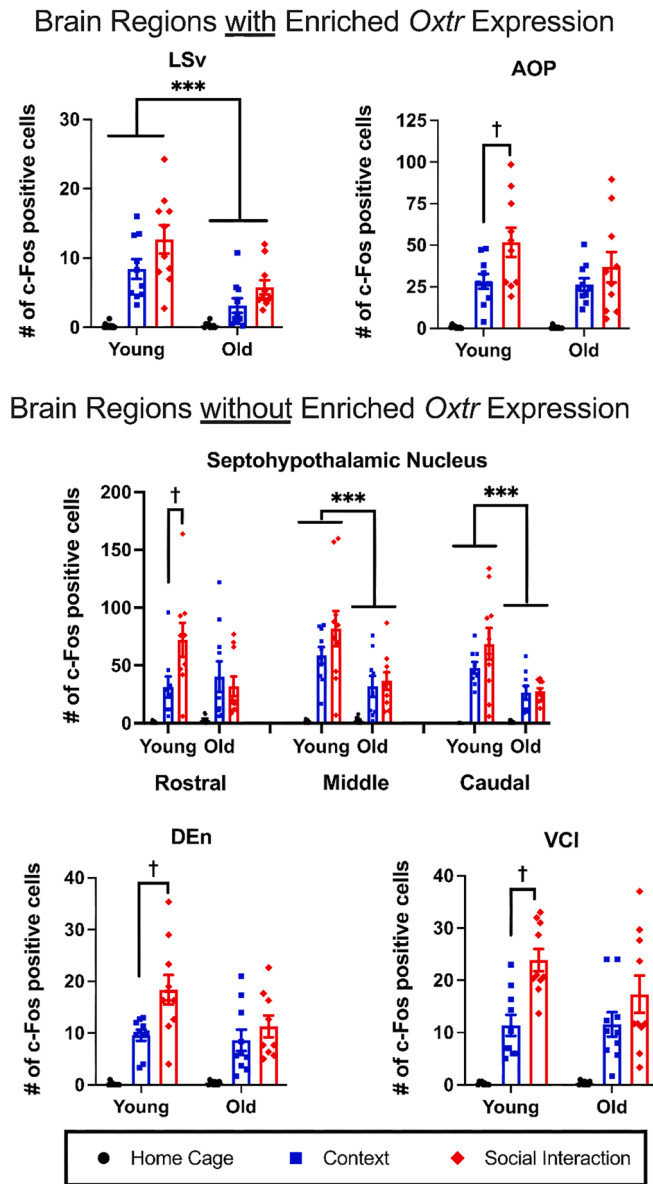 Brain Regions with Enriched Oxtr Expression
LSv
AOP
# of c-Fos positive cells
30
20
10
0
***
Young
Old
# of c-Fos positive cells
125
100
75
50
25
0
†
Young
Old
Brain Regions without Enriched Oxtr Expression
Septohypothalamic Nucleus
# of c-Fos positive cells
200
150
100
50
0
†
***
***
Young Old
Young Old
Young Old
Rostral
Middle
Caudal
DEn
VCl
# of c-Fos positive cells
40
30
20
10
0
†
Young
Old
# of c-Fos positive cells
40
30
20
10
0
†
Young
Old
Home Cage
Context
Social Interaction